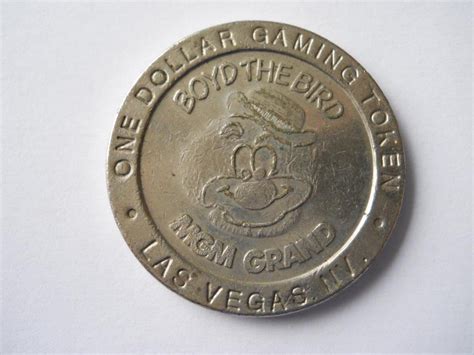 ONE DOLLAR GAMING TOKEN
BOYD THE BIRD
MGM GRAND
LAS VEGAS, NV.